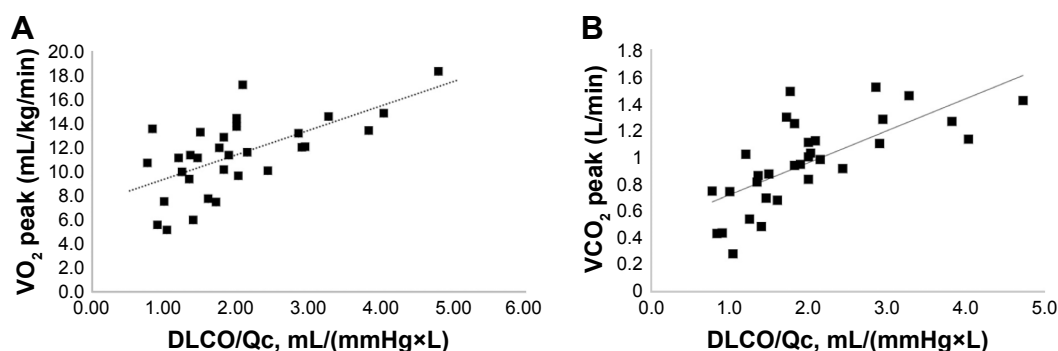 A
VO2 peak (mL/kg/min)
20.0
18.0
16.0
14.0
12.0
10.0
8.0
6.0
4.0
2.0
0.0
0.00 1.00 2.00 3.00 4.00 5.00 6.00
DLCO/Qc, mL/(mmHg×L)
B
VCO2 peak (L/min)
1.8
1.6
1.4
1.2
1
0.8
0.6
0.4
0.2
0
0.0 1.0 2.0 3.0 4.0 5.0
DLCO/Qc, mL/(mmHg×L)